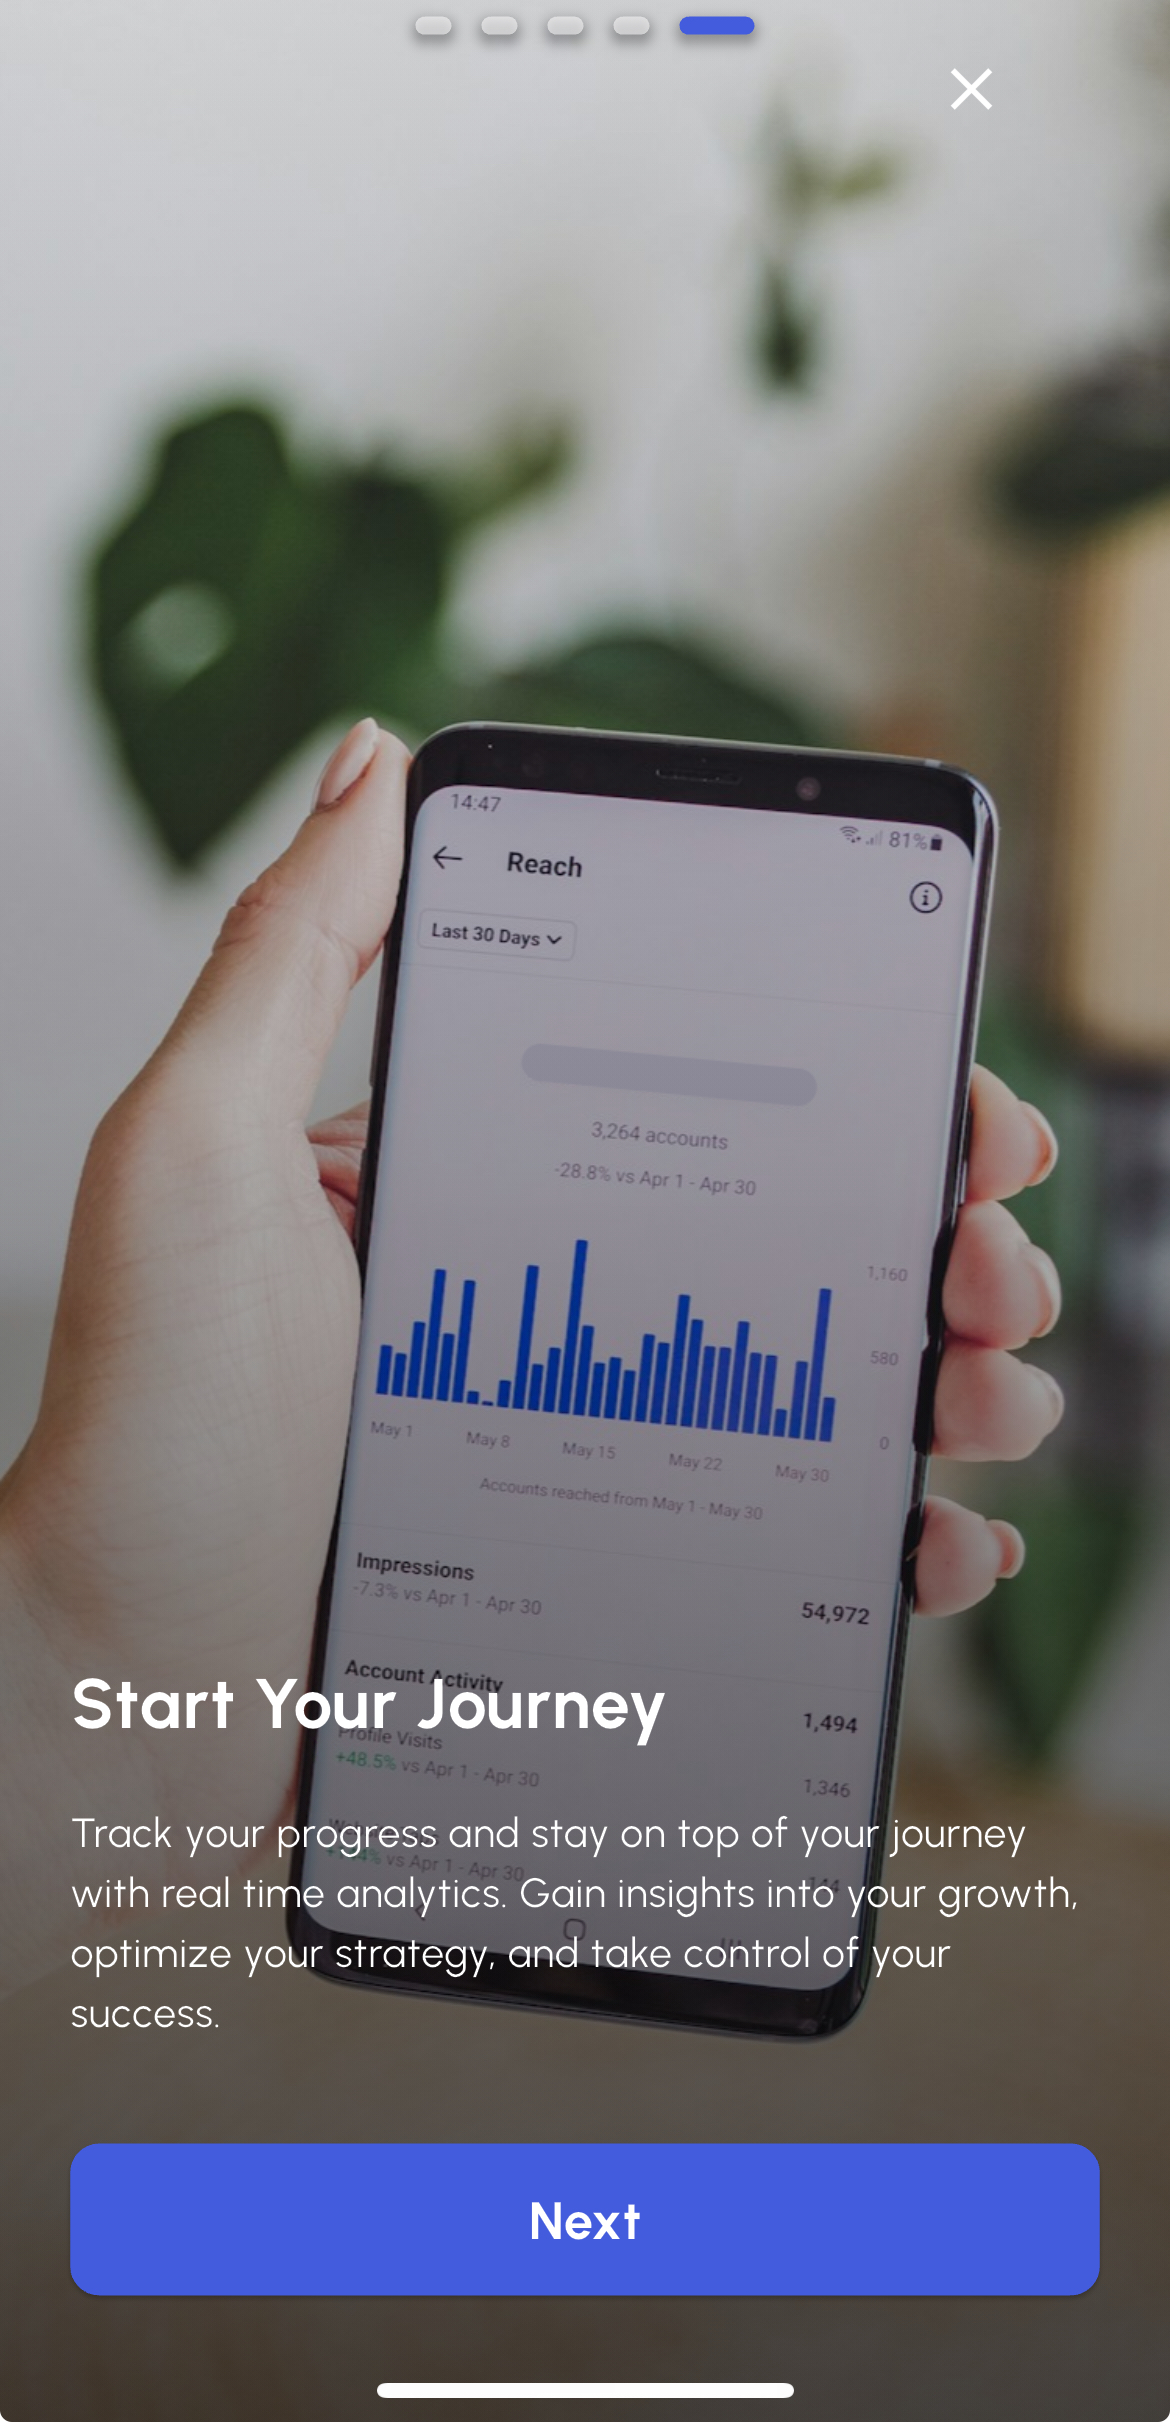 14:47
81%
Reach
Last 30 Days
3,264 accounts
-28.8% vs Apr 1 - Apr 30
1,160
580
0
May 1 May 8 May 15 May 22 May 30
Accounts reached from May 1 - May 30
Impressions
-7.3% vs Apr 1 - Apr 30
54,972
Account Activity
1,494
Start Your Journey
Profile Visits
+48.5% vs Apr 1 - Apr 30
1,346
vs Apr 1 - Apr 30
Track your progress and stay on top of your journey
with real time analytics. Gain insights into your growth,
optimize your strategy, and take control of your
success.
Next